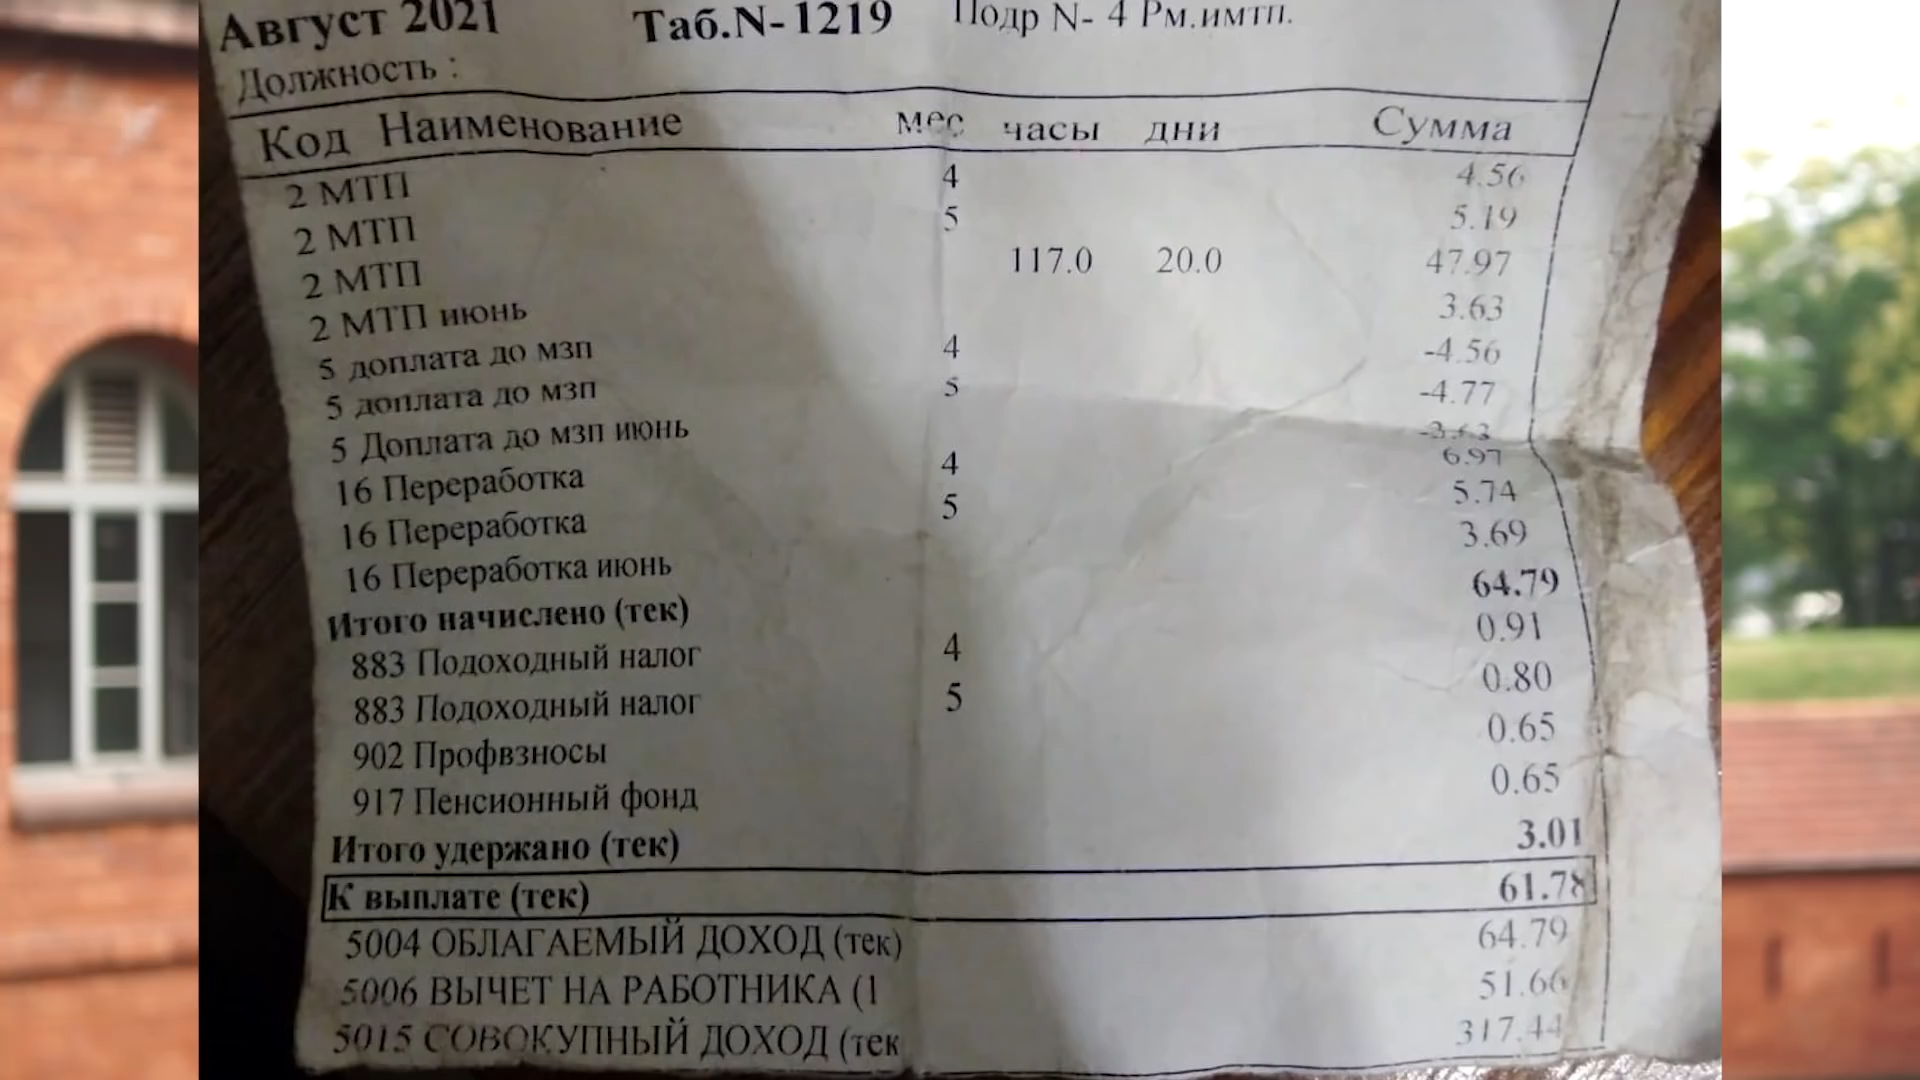 Август 2021 Таб.N- 1219 Подр N- 4 Рм.имтп.
Должность :
Код Наименование мес часы дни Сумма
2 МТП 4 4.56
2 МТП 5 5.19
2 МТП 117.0 20.0 47.97
2 МТП июнь 3.63
5 доплата до мзп 4 -4.56
5 доплата до мзп 5 -4.77
5 Доплата до мзп июнь -3.63
16 Переработка 4 6.97
16 Переработка 5 5.74
16 Переработка июнь 3.69
Итого начислено (тек) 64.79
883 Подоходный налог 4 0.91
883 Подоходный налог 5 0.80
902 Профвзносы 0.65
917 Пенсионный фонд 0.65
Итого удержано (тек) 3.01
К выплате (тек) 61.78
5004 ОБЛАГАЕМЫЙ ДОХОД (тек) 64.79
5006 ВЫЧЕТ НА РАБОТНИКА (1 51.66
5015 СОВОКУПНЫЙ ДОХОД (тек 317.44